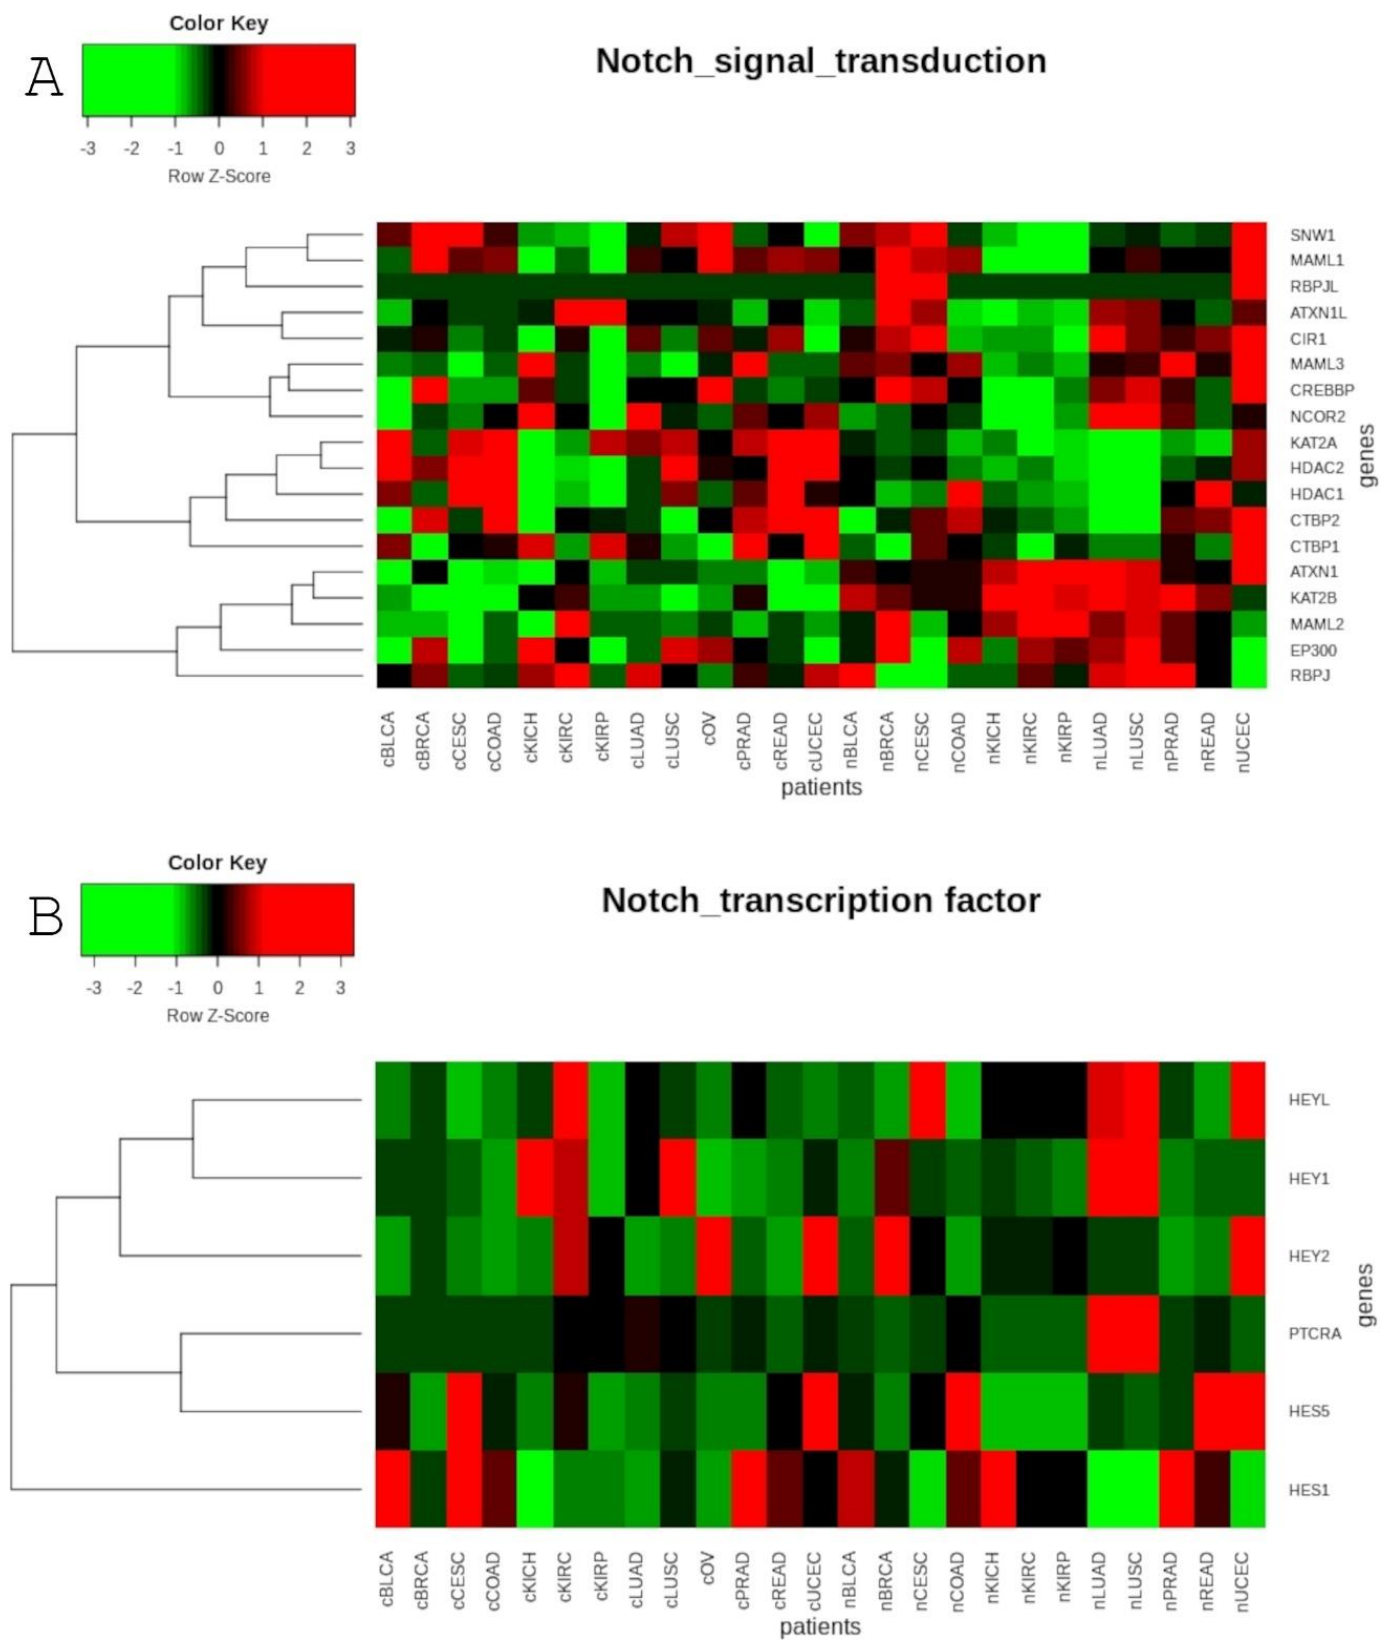 Color Key
A
Notch_signal_transduction
-3 -2 -1 0 1 2 3
Row Z-Score
SNW1
MAML1
RBPJL
ATXN1L
CIR1
MAML3
CREBBP
NCOR2
KAT2A
HDAC2
HDAC1
CTBP2
CTBP1
ATXN1
KAT2B
MAML2
EP300
RBPJ
genes
cBLCA cBRCA cCESC cCOAD cKICH cKIRC cKIRP cLUAD cLUSC cOV cPRAD cREAD cUCEC nBLCA nBRCA nCESC nCOAD nKICH nKIRC nKIRP nLUAD nLUSC nPRAD nREAD nUCEC
patients
Color Key
B
Notch_transcription factor
-3 -2 -1 0 1 2 3
Row Z-Score
HEYL
HEY1
HEY2
PTCRA
HES5
HES1
genes
cBLCA cBRCA cCESC cCOAD cKICH cKIRC cKIRP cLUAD cLUSC cOV cPRAD cREAD cUCEC nBLCA nBRCA nCESC nCOAD nKICH nKIRC nKIRP nLUAD nLUSC nPRAD nREAD nUCEC
patients